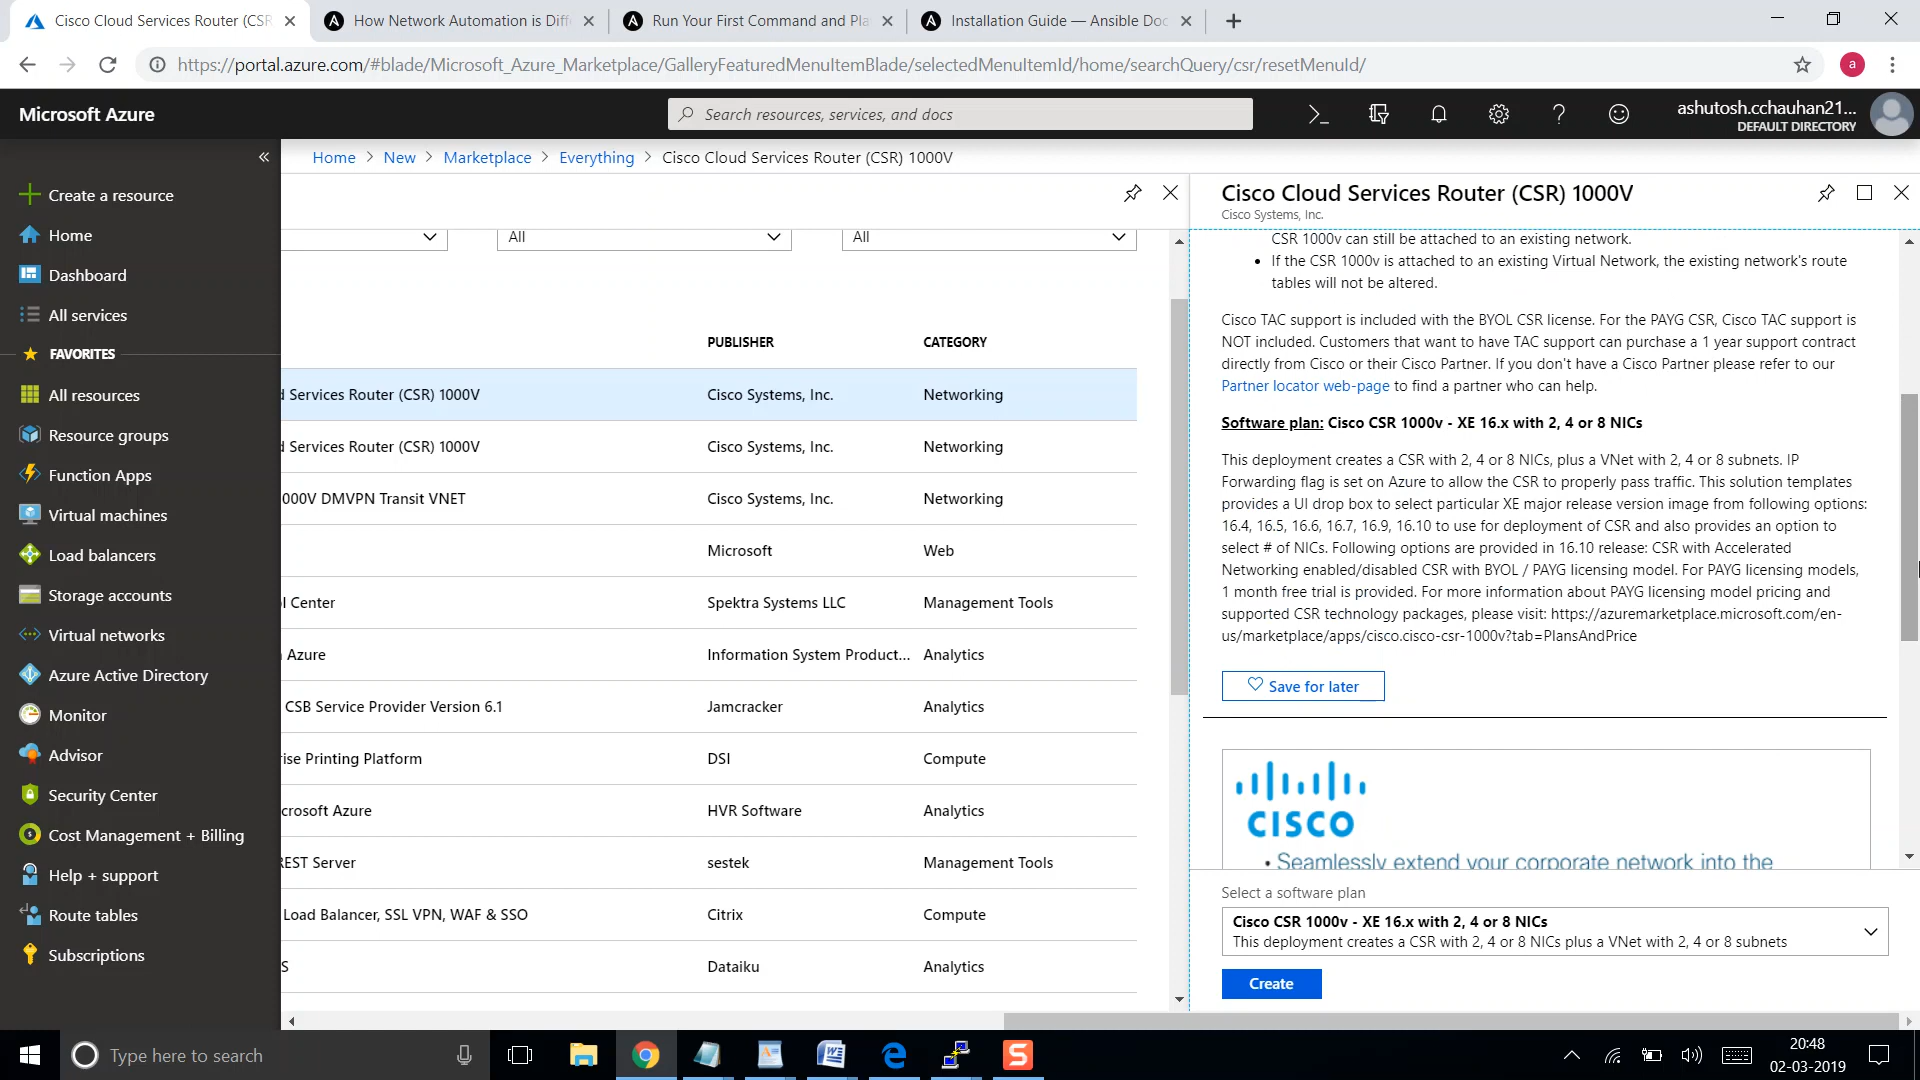 Cisco Cloud Services Router (CSR
How Network Automation is Diff
Run Your First Command and Pla
Installation Guide — Ansible Doc
https://portal.azure.com/#blade/Microsoft_Azure_Marketplace/GalleryFeaturedMenuItemBlade/selectedMenuItemId/home/searchQuery/csr/resetMenuId/
a
Microsoft Azure
Search resources, services, and docs
ashutosh.cchauhan21...
DEFAULT DIRECTORY
Create a resource
Home
Dashboard
All services
FAVORITES
All resources
Resource groups
Function Apps
Virtual machines
Load balancers
Storage accounts
Virtual networks
Azure Active Directory
Monitor
Advisor
Security Center
Cost Management + Billing
Help + support
Route tables
Subscriptions
Home > New > Marketplace > Everything > Cisco Cloud Services Router (CSR) 1000V
All
All
PUBLISHER CATEGORY
d Services Router (CSR) 1000V Cisco Systems, Inc. Networking
d Services Router (CSR) 1000V Cisco Systems, Inc. Networking
000V DMVPN Transit VNET Cisco Systems, Inc. Networking
Microsoft Web
l Center Spektra Systems LLC Management Tools
Azure Information System Product... Analytics
CSB Service Provider Version 6.1 Jamcracker Analytics
ise Printing Platform DSI Compute
crosoft Azure HVR Software Analytics
REST Server sestek Management Tools
Load Balancer, SSL VPN, WAF & SSO Citrix Compute
S Dataiku Analytics
Cisco Cloud Services Router (CSR) 1000V
Cisco Systems, Inc.
CSR 1000v can still be attached to an existing network.
• If the CSR 1000v is attached to an existing Virtual Network, the existing network's route
tables will not be altered.
Cisco TAC support is included with the BYOL CSR license. For the PAYG CSR, Cisco TAC support is
NOT included. Customers that want to have TAC support can purchase a 1 year support contract
directly from Cisco or their Cisco Partner. If you don't have a Cisco Partner please refer to our
Partner locator web-page to find a partner who can help.
Software plan: Cisco CSR 1000v - XE 16.x with 2, 4 or 8 NICs
This deployment creates a CSR with 2, 4 or 8 NICs, plus a VNet with 2, 4 or 8 subnets. IP
Forwarding flag is set on Azure to allow the CSR to properly pass traffic. This solution templates
provides a UI drop box to select particular XE major release version image from following options:
16.4, 16.5, 16.6, 16.7, 16.9, 16.10 to use for deployment of CSR and also provides an option to
select # of NICs. Following options are provided in 16.10 release: CSR with Accelerated
Networking enabled/disabled CSR with BYOL / PAYG licensing model. For PAYG licensing models,
1 month free trial is provided. For more information about PAYG licensing model pricing and
supported CSR technology packages, please visit: https://azuremarketplace.microsoft.com/en-
us/marketplace/apps/cisco.cisco-csr-1000v?tab=PlansAndPrice
Save for later
CISCO
• Seamlessly extend your corporate network into the
Select a software plan
Cisco CSR 1000v - XE 16.x with 2, 4 or 8 NICs
This deployment creates a CSR with 2, 4 or 8 NICs plus a VNet with 2, 4 or 8 subnets
Create
Type here to search
20:48
02-03-2019